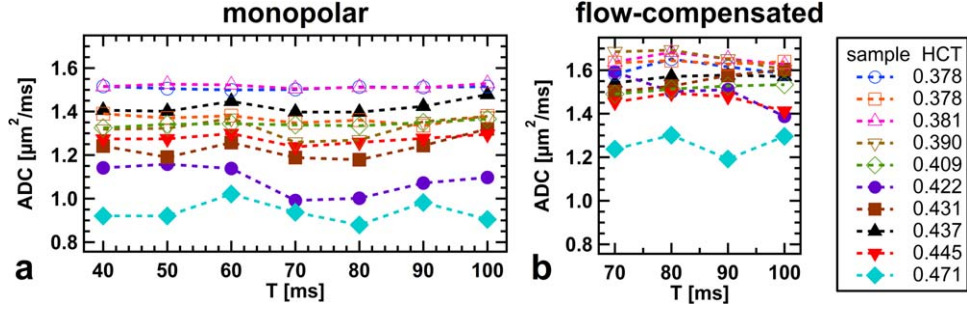 monopolar
flow-compensated
ADC [µm²/ms]
1.6
1.4
1.2
1.0
0.8
40 50 60 70 80 90 100
T [ms]
a
ADC [µm²/ms]
1.6
1.4
1.2
1.0
0.8
70 80 90 100
T [ms]
b
sample HCT
0.378
0.378
0.381
0.390
0.409
0.422
0.431
0.437
0.445
0.471